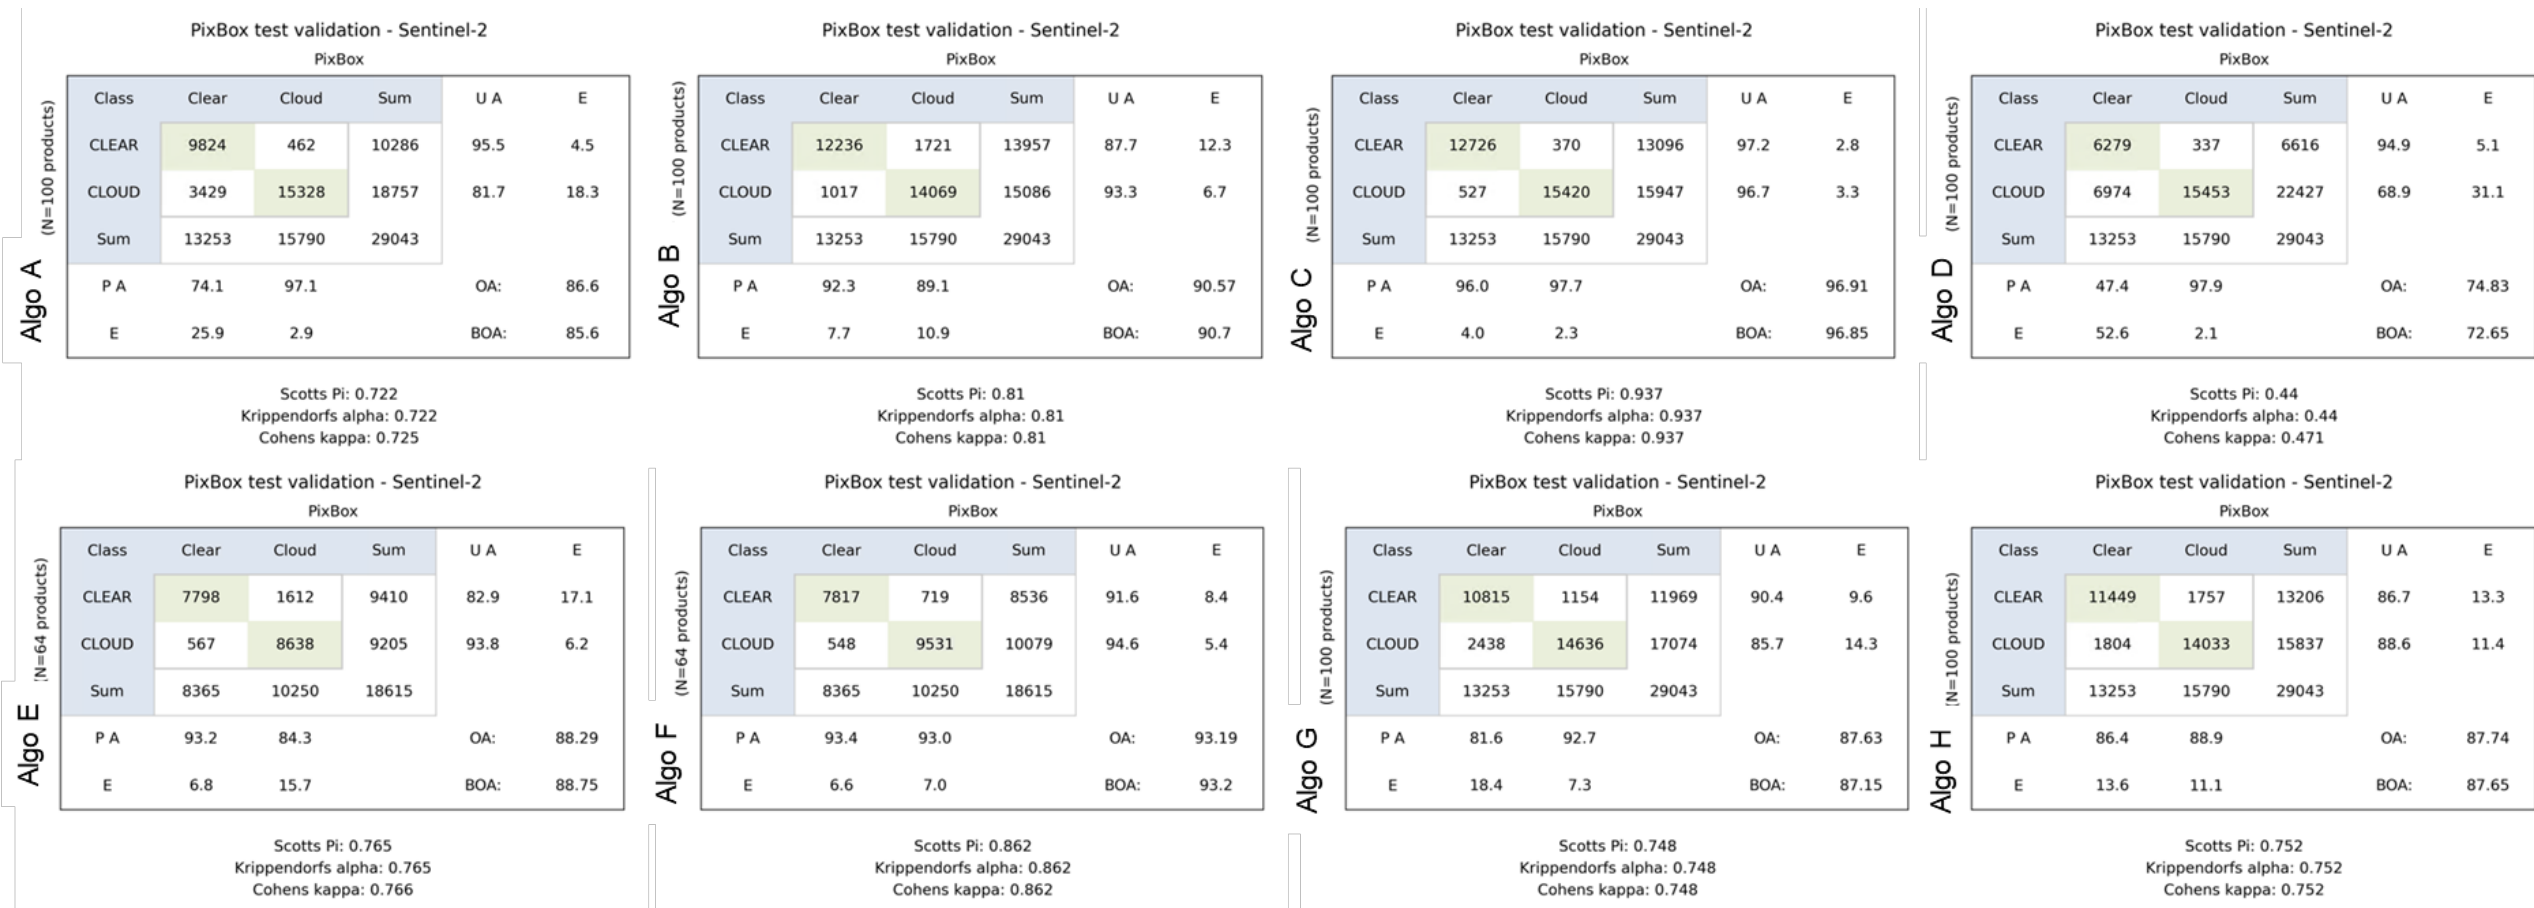 PixBox test validation - Sentinel-2
PixBox
Algo A
(N=100 products)
Class Clear Cloud Sum U A E
CLEAR 9824 462 10286 95.5 4.5
CLOUD 3429 15328 18757 81.7 18.3
Sum 13253 15790 29043
P A 74.1 97.1 OA: 86.6
E 25.9 2.9 BOA: 85.6
Scotts Pi: 0.722
Krippendorfs alpha: 0.722
Cohens kappa: 0.725
PixBox test validation - Sentinel-2
PixBox
Algo B
(N=100 products)
Class Clear Cloud Sum U A E
CLEAR 12236 1721 13957 87.7 12.3
CLOUD 1017 14069 15086 93.3 6.7
Sum 13253 15790 29043
P A 92.3 89.1 OA: 90.57
E 7.7 10.9 BOA: 90.7
Scotts Pi: 0.81
Krippendorfs alpha: 0.81
Cohens kappa: 0.81
PixBox test validation - Sentinel-2
PixBox
Algo C
(N=100 products)
Class Clear Cloud Sum U A E
CLEAR 12726 370 13096 97.2 2.8
CLOUD 527 15420 15947 96.7 3.3
Sum 13253 15790 29043
P A 96.0 97.7 OA: 96.91
E 4.0 2.3 BOA: 96.85
Scotts Pi: 0.937
Krippendorfs alpha: 0.937
Cohens kappa: 0.937
PixBox test validation - Sentinel-2
PixBox
Algo D
(N=100 products)
Class Clear Cloud Sum U A E
CLEAR 6279 337 6616 94.9 5.1
CLOUD 6974 15453 22427 68.9 31.1
Sum 13253 15790 29043
P A 47.4 97.9 OA: 74.83
E 52.6 2.1 BOA: 72.65
Scotts Pi: 0.44
Krippendorfs alpha: 0.44
Cohens kappa: 0.471
PixBox test validation - Sentinel-2
PixBox
Algo E
(N=64 products)
Class Clear Cloud Sum U A E
CLEAR 7798 1612 9410 82.9 17.1
CLOUD 567 8638 9205 93.8 6.2
Sum 8365 10250 18615
P A 93.2 84.3 OA: 88.29
E 6.8 15.7 BOA: 88.75
Scotts Pi: 0.765
Krippendorfs alpha: 0.765
Cohens kappa: 0.766
PixBox test validation - Sentinel-2
PixBox
Algo F
(N=64 products)
Class Clear Cloud Sum U A E
CLEAR 7817 719 8536 91.6 8.4
CLOUD 548 9531 10079 94.6 5.4
Sum 8365 10250 18615
P A 93.4 93.0 OA: 93.19
E 6.6 7.0 BOA: 93.2
Scotts Pi: 0.862
Krippendorfs alpha: 0.862
Cohens kappa: 0.862
PixBox test validation - Sentinel-2
PixBox
Algo G
(N=100 products)
Class Clear Cloud Sum U A E
CLEAR 10815 1154 11969 90.4 9.6
CLOUD 2438 14636 17074 85.7 14.3
Sum 13253 15790 29043
P A 81.6 92.7 OA: 87.63
E 18.4 7.3 BOA: 87.15
Scotts Pi: 0.748
Krippendorfs alpha: 0.748
Cohens kappa: 0.748
PixBox test validation - Sentinel-2
PixBox
Algo H
(N=100 products)
Class Clear Cloud Sum U A E
CLEAR 11449 1757 13206 86.7 13.3
CLOUD 1804 14033 15837 88.6 11.4
Sum 13253 15790 29043
P A 86.4 88.9 OA: 87.74
E 13.6 11.1 BOA: 87.65
Scotts Pi: 0.752
Krippendorfs alpha: 0.752
Cohens kappa: 0.752